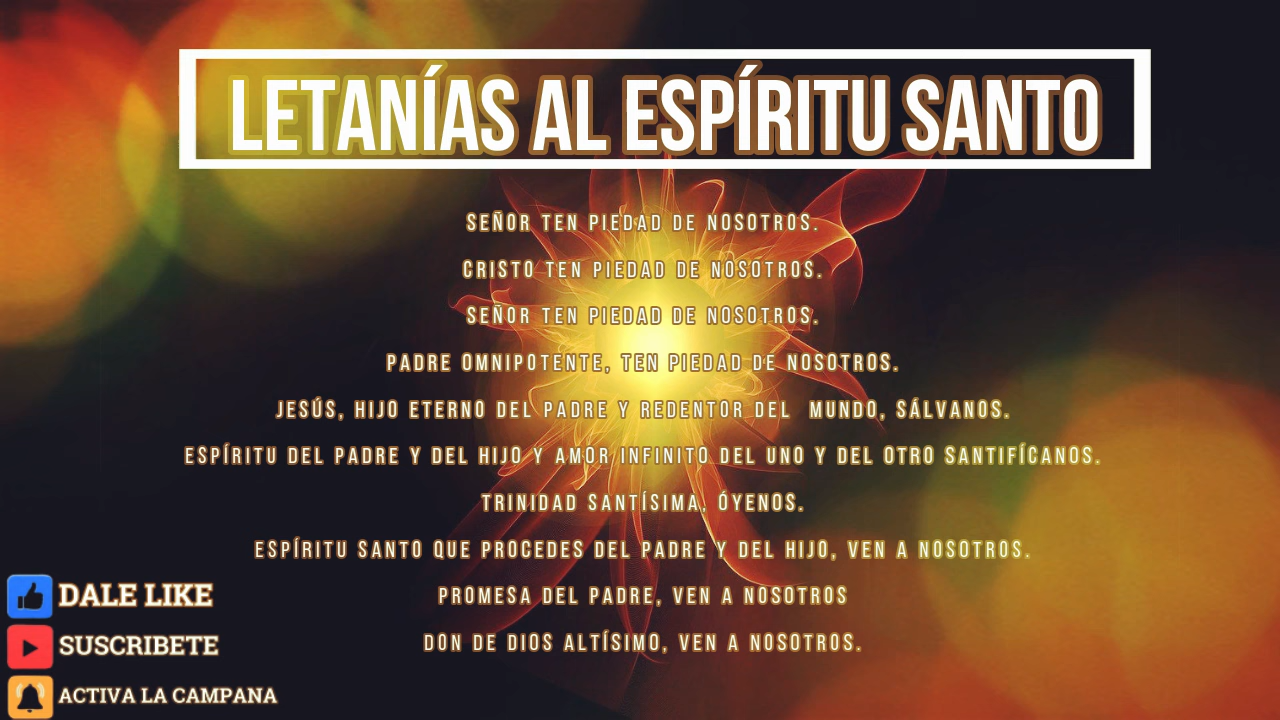 LETANÍAS AL ESPÍRITU SANTO
SEÑOR TEN PIEDAD DE NOSOTROS.
CRISTO TEN PIEDAD DE NOSOTROS.
SEÑOR TEN PIEDAD DE NOSOTROS.
PADRE OMNIPOTENTE, TEN PIEDAD DE NOSOTROS.
JESÚS, HIJO ETERNO DEL PADRE Y REDENTOR DEL  MUNDO, SÁLVANOS.
ESPÍRITU DEL PADRE Y DEL HIJO Y AMOR INFINITO DEL UNO Y DEL OTRO SANTIFÍCANOS.
TRINIDAD SANTÍSIMA, ÓYENOS.
ESPÍRITU SANTO QUE PROCEDES DEL PADRE Y DEL HIJO, VEN A NOSOTROS.
PROMESA DEL PADRE, VEN A NOSOTROS
DON DE DIOS ALTÍSIMO, VEN A NOSOTROS.
DALE LIKE
SUSCRIBETE
ACTIVA LA CAMPANA